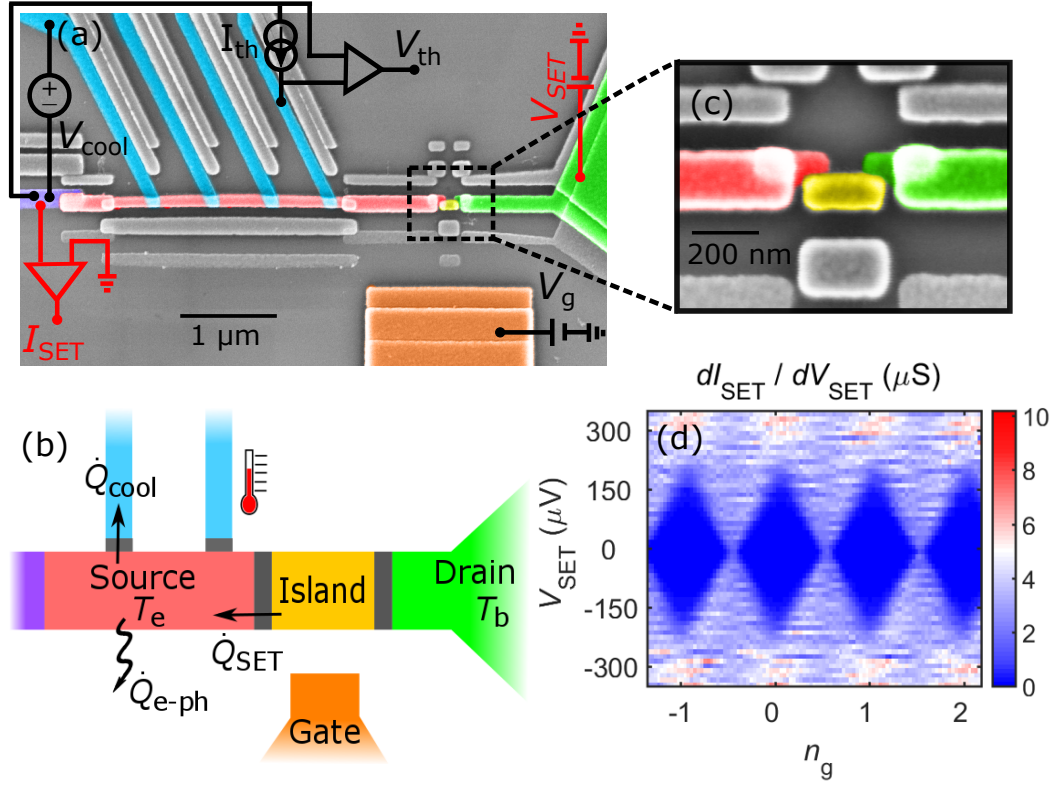 (a)
I_th
V_th
V_cool
V_SET
I_SET
1 μm
V_g
(c)
200 nm
(b)
Q̇_cool
Source
T_e
Island
Drain
T_b
Q̇_SET
Q̇_e-ph
Gate
dI_SET / dV_SET (μS)
(d)
V_SET (μV)
300
150
0
-150
-300
-1 0 1 2
n_g
10
8
6
4
2
0